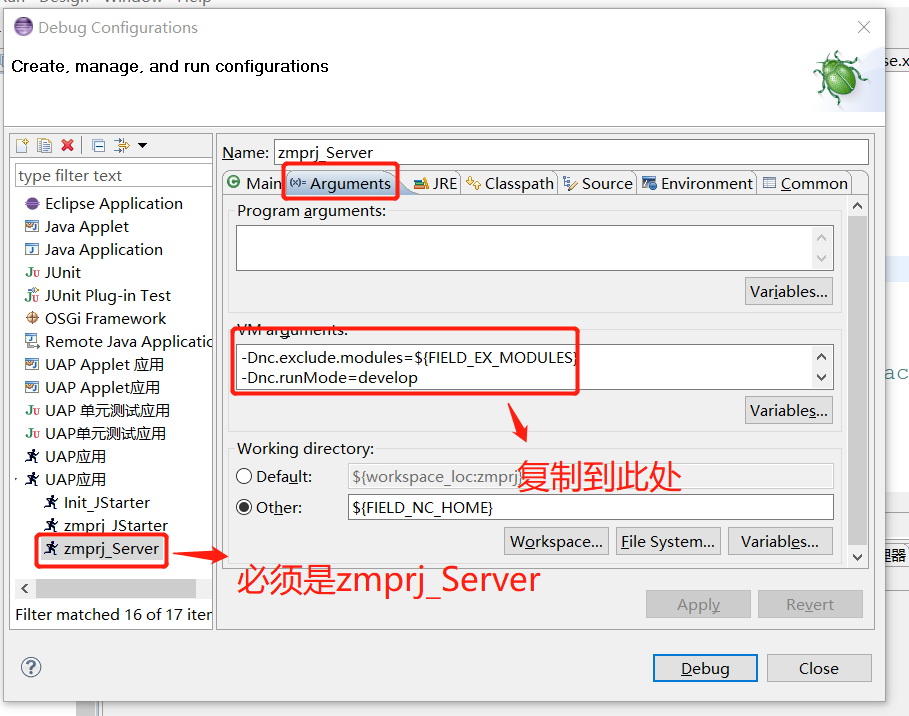 Debug Configurations
Create, manage, and run configurations
se.x
type filter text
Eclipse Application
Java Applet
Java Application
JUnit
JUnit Plug-in Test
OSGi Framework
Remote Java Applicatic
UAP Applet 应用
UAP Applet应用
UAP 单元测试应用
UAP单元测试应用
UAP应用
UAP应用
Init_JStarter
zmprj_JStarter
zmprj_Server
Filter matched 16 of 17 iter
Name: zmprj_Server
Main (x)= Arguments JRE Classpath Source Environment Common
Program arguments:
Variables...
VM arguments:
-Dnc.exclude.modules=${FIELD_EX_MODULES}
-Dnc.runMode=develop
Variables...
复制到此处
Working directory:
Default: ${workspace_loc:zmprj}
Other: ${FIELD_NC_HOME}
Workspace... File System... Variables...
必须是zmprj_Server
Apply Revert
Debug Close
ac
理器